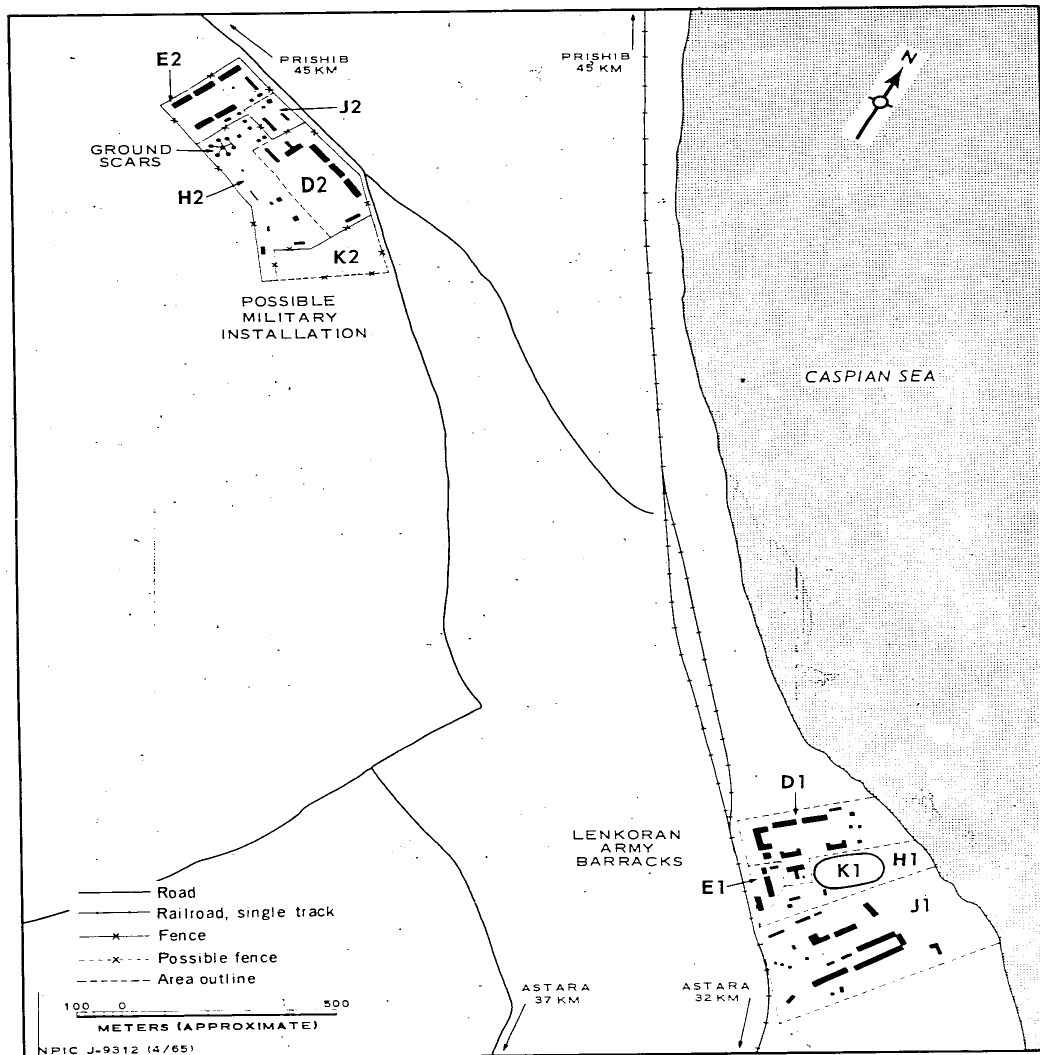 E2
PRISHIB
45 KM
PRISHIB
45 KM
N
J2
GROUND
SCARS
D2
H2
K2
POSSIBLE
MILITARY
INSTALLATION
CASPIAN SEA
D1
LENKORAN
ARMY
BARRACKS
H1
K1
E1
J1
Road
Railroad, single track
Fence
Possible fence
Area outline
ASTARA
37 KM
ASTARA
32 KM
100 0 500
METERS (APPROXIMATE)
NPIC J-9312 (4/65)